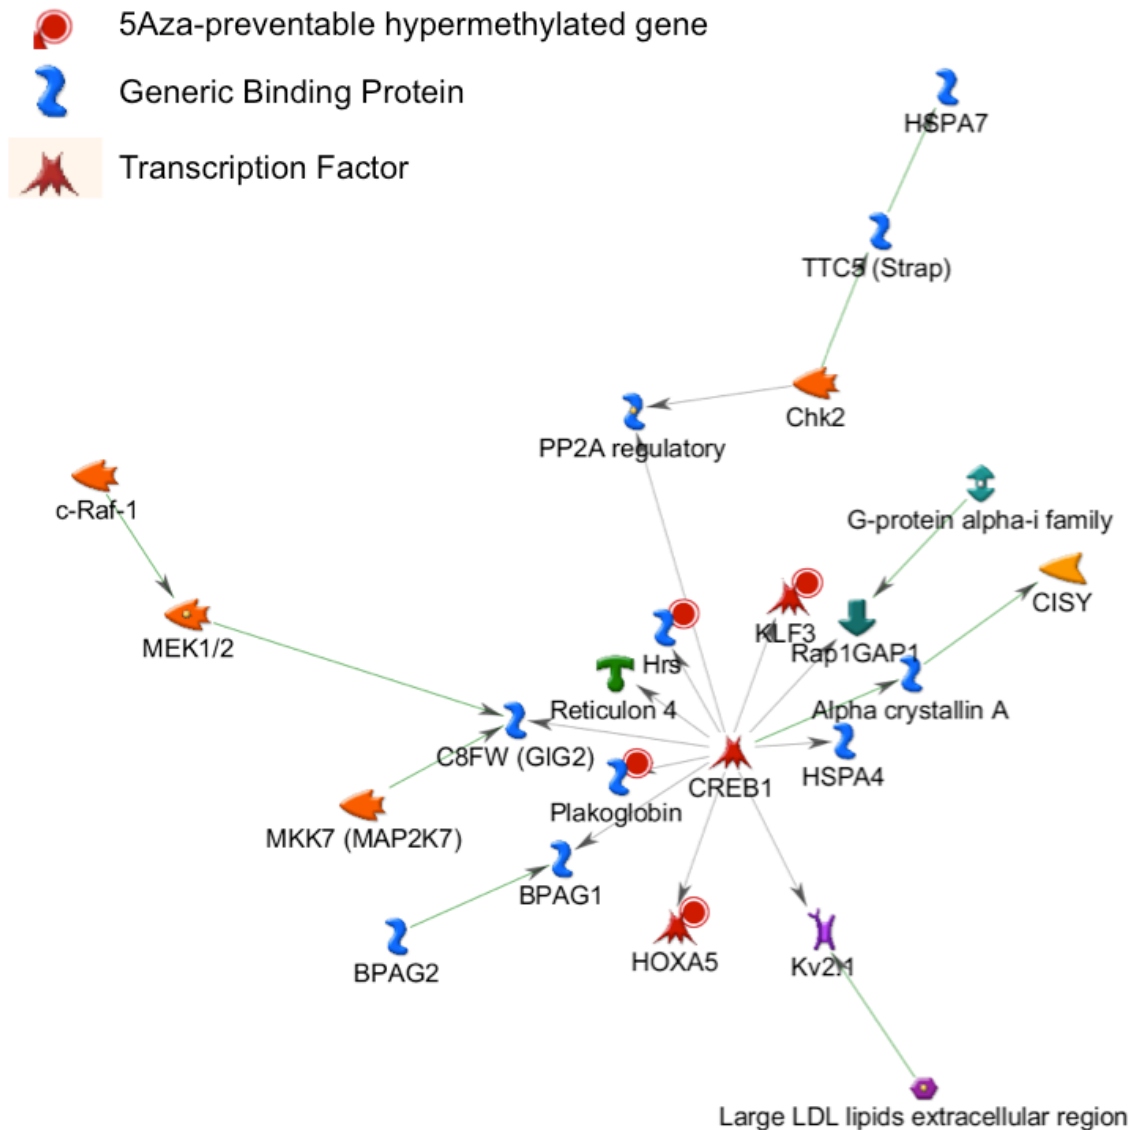 5Aza-preventable hypermethylated gene
Generic Binding Protein
Transcription Factor
HSPA7
TTC5 (Strap)
Chk2
PP2A regulatory
c-Raf-1
G-protein alpha-i family
CISY
MEK1/2
KLF3
Rap1GAP1
Hrs
Reticulon 4
Alpha crystallin A
C8FW (GIG2)
HSPA4
CREB1
Plakoglobin
MKK7 (MAP2K7)
BPAG1
HOXA5
Kv2.1
BPAG2
Large LDL lipids extracellular region